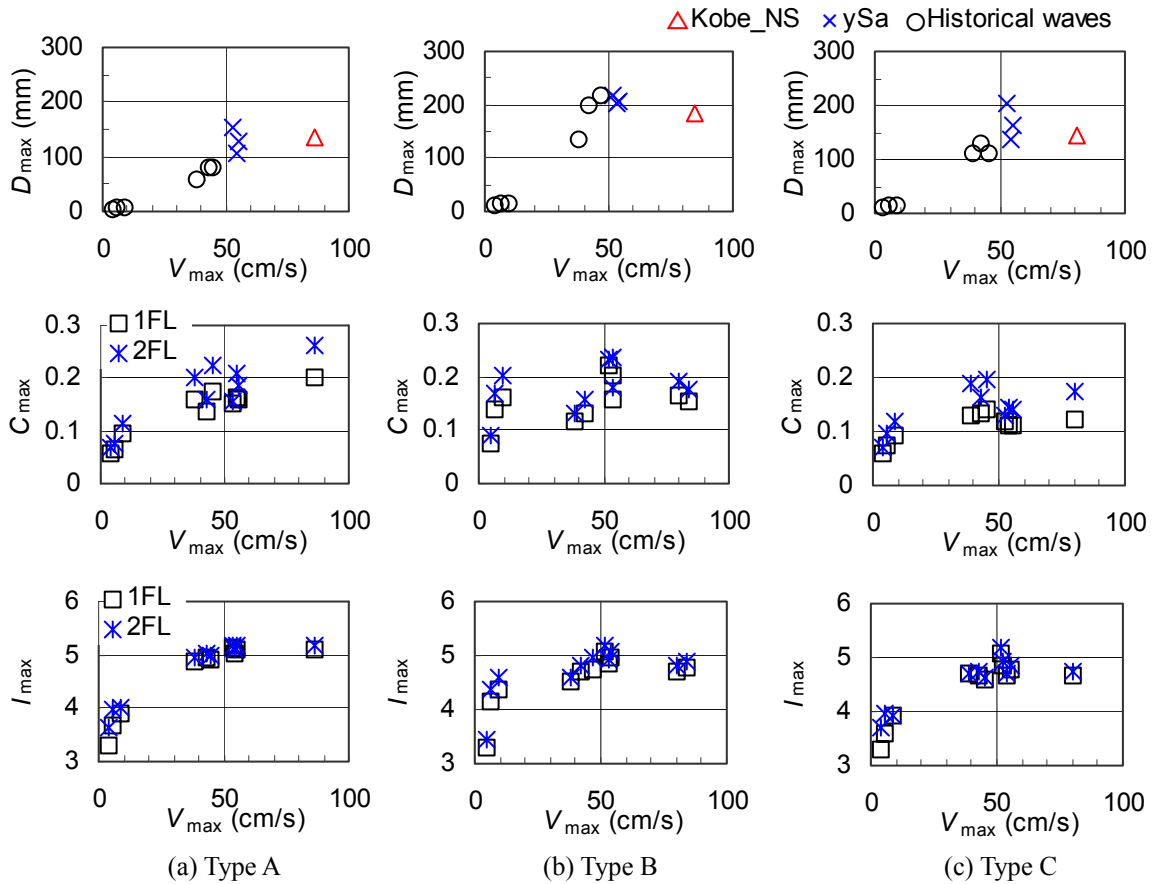 Kobe_NS ySa Historical waves
300 300 300
200 200 200
100 100 100
0 0 0
0 50 100 0 50 100 0 50 100
Dmax (mm) Dmax (mm) Dmax (mm)
Vmax (cm/s) Vmax (cm/s) Vmax (cm/s)
1FL
2FL
0.3 0.3 0.3
0.2 0.2 0.2
0.1 0.1 0.1
0 0 0
0 50 100 0 50 100 0 50 100
Cmax Cmax Cmax
Vmax (cm/s) Vmax (cm/s) Vmax (cm/s)
1FL
2FL
6 6 6
5 5 5
4 4 4
3 3 3
0 50 100 0 50 100 0 50 100
Imax Imax Imax
Vmax (cm/s) Vmax (cm/s) Vmax (cm/s)
(a) Type A (b) Type B (c) Type C